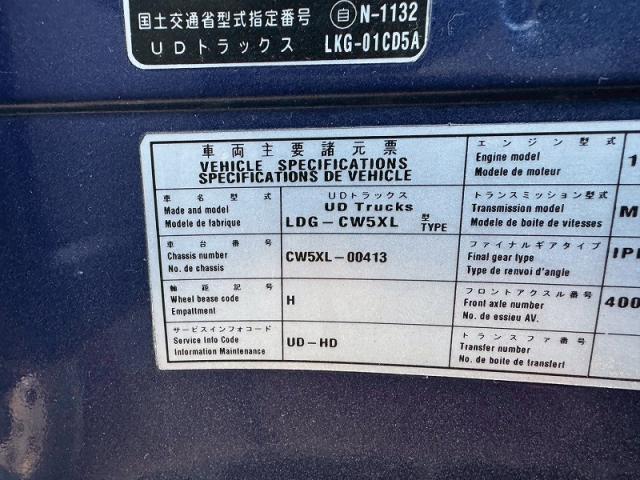 国土交通省型式指定番号 自 N-1132
UDトラックス LKG-01CD5A
車両主要諸元票
VEHICLE SPECIFICATIONS
SPECIFICATIONS DE VEHICLE
車名型式
Made and model
Modele de fabrique
UDトラックス
UD Trucks
LDG-CW5XL 型 TYPE
車台番号
Chassis number
No. de chassis
CW5XL-00413
軸距記号
Wheel bease code
Empattment
H
サービスインフォコード
Service Info Code
Information Maintenance
UD-HD
エンジン型式
Engine model
Modele de moteur
1
トランスミッション型式
Transmission model
Modele de boite de vitesses
M
ファイナルギアタイプ
Final gear type
Type de renvoi d'angle
IP
フロントアクスル番号
Front axle number
No. de essieu AV.
400
トランスファ番号
Transfer number
No. de boite de transferl